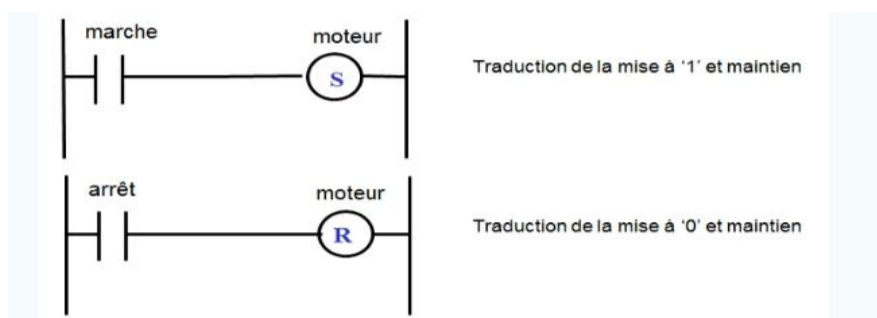 marche
moteur
S
Traduction de la mise à '1' et maintien
arrêt
moteur
R
Traduction de la mise à '0' et maintien